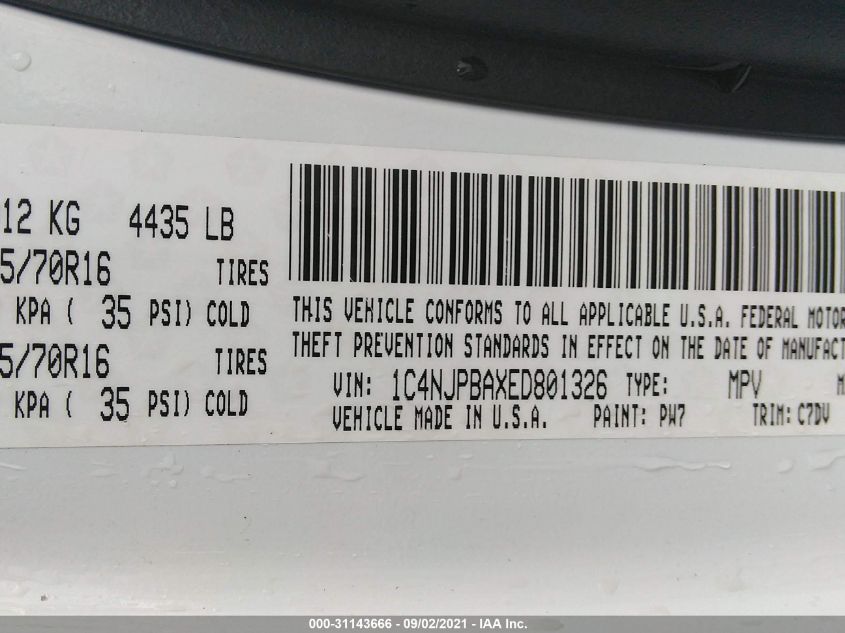 12 KG 4435 LB
5/70R16 TIRES
KPA ( 35 PSI) COLD
5/70R16 TIRES
KPA ( 35 PSI) COLD
THIS VEHICLE CONFORMS TO ALL APPLICABLE U.S.A. FEDERAL MOTOR
THEFT PREVENTION STANDARDS IN EFFECT ON THE DATE OF MANUFACT
VIN: 1C4NJPBAXED801326 TYPE: MPV M
VEHICLE MADE IN U.S.A. PAINT: PW7 TRIM: C7DV
000-31143666 - 09/02/2021 - IAA Inc.